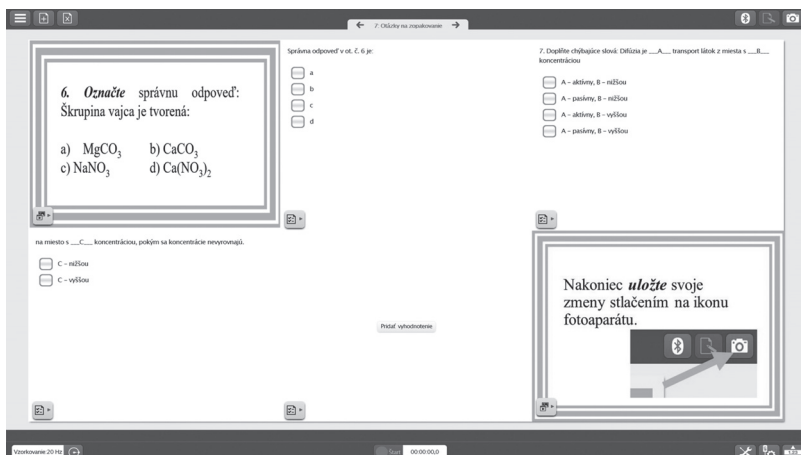 7. Otázky na zopakovanie
6. Označte správnu odpoveď:
Škrupina vajca je tvorená:
a) MgCO₃ b) CaCO₃
c) NaNO₃ d) Ca(NO₃)₂
Správna odpoveď v ot. č. 6 je:
a
b
c
d
7. Doplňte chýbajúce slová: Difúzia je __A__ transport látok z miesta s __B__
koncentráciou
A – aktívny, B – nižšou
A – pasívny, B – nižšou
A – aktívny, B – vyššou
A – pasívny, B – vyššou
na miesto s __C__ koncentráciou, pokým sa koncentrácie nevyrovnajú.
C – nižšou
C – vyššou
Pridať vyhodnotenie
Nakoniec uložte svoje
zmeny stlačením na ikonu
fotoaparátu.
Vzorkovanie:20 Hz
Štart
00:00:00,0